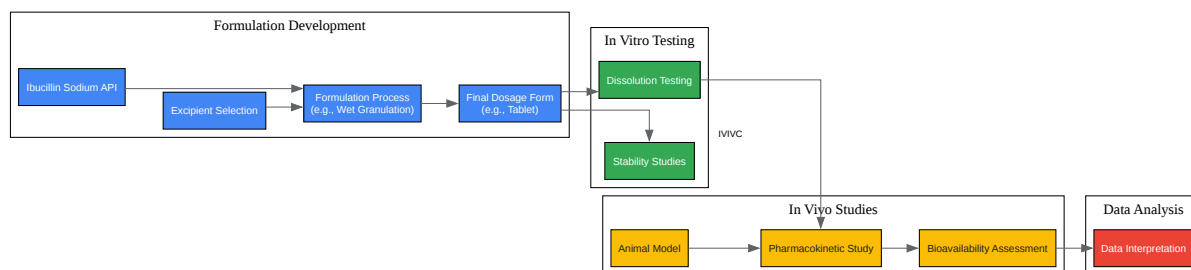 Formulation Development
Ibucillin Sodium API
Excipient Selection
Formulation Process
(e.g., Wet Granulation)
Final Dosage Form
(e.g., Tablet)
In Vitro Testing
Dissolution Testing
Stability Studies
IVIVC
In Vivo Studies
Animal Model
Pharmacokinetic Study
Bioavailability Assessment
Data Analysis
Data Interpretation